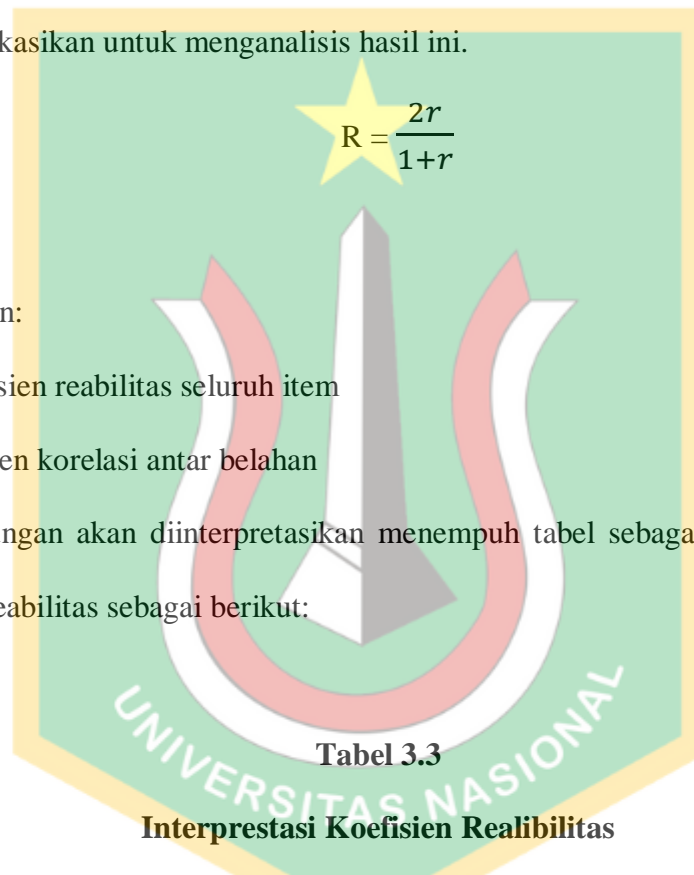 kasikan untuk menganalisis hasil ini.
R = 2r / 1+r
n:
sien reabilitas seluruh item
en korelasi antar belahan
ngan akan diinterpretasikan menempuh tabel sebaga
eabilitas sebagai berikut:
UNIVERSITAS NASIONAL
Tabel 3.3
Interprestasi Koefisien Realibilitas